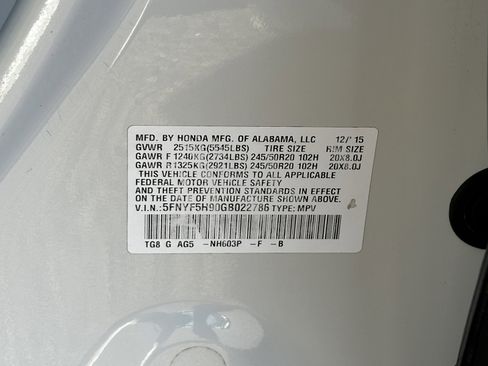 MFD. BY HONDA MFG. OF ALABAMA, LLC 12/'15
GVWR 2515KG(5545LBS) TIRE SIZE RIM SIZE
GAWR F 1240KG(2734LBS) 245/50R20 102H 20X8.0J
GAWR R 1325KG(2921LBS) 245/50R20 102H 20X8.0J
THIS VEHICLE CONFORMS TO ALL APPLICABLE
FEDERAL MOTOR VEHICLE SAFETY
AND THEFT PREVENTION STANDARDS IN EFFECT
ON THE DATE OF MANUFACTURE SHOWN ABOVE.
V.I.N.: 5FNYF5H90GB022786 TYPE: MPV
TG8 G AG5 -NH603P -F -B